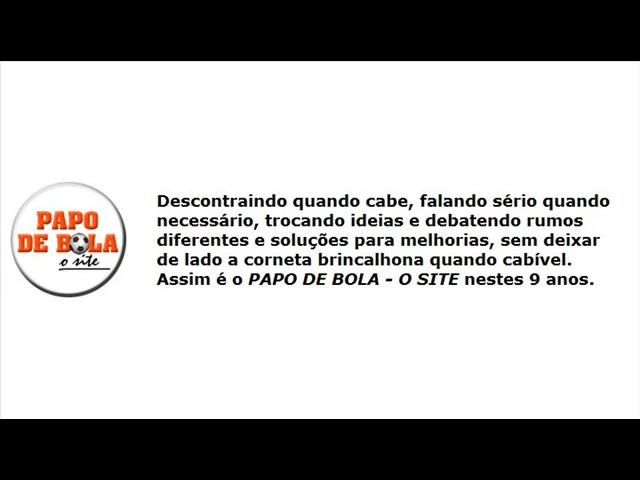 PAPO
DE BOLA
o site
Descontraindo quando cabe, falando sério quando
necessário, trocando ideias e debatendo rumos
diferentes e soluções para melhorias, sem deixar
de lado a corneta brincalhona quando cabível.
Assim é o PAPO DE BOLA - O SITE nestes 9 anos.